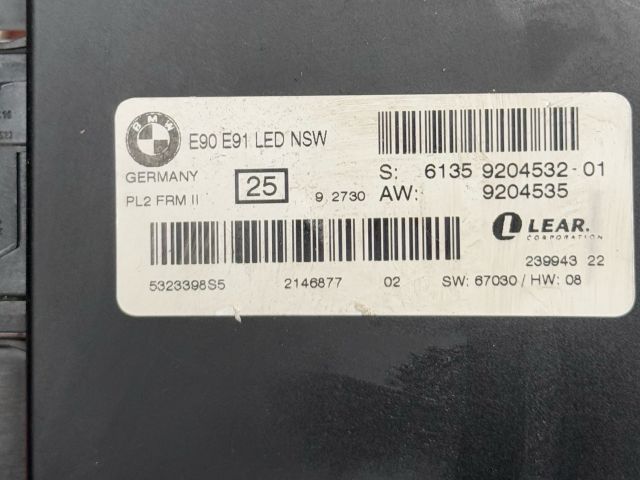 BMW
E90 E91 LED NSW
GERMANY
25
PL2 FRM II
9 2730
S: 6135 9204532-01
AW: 9204535
LEAR
CORPORATION
239943 22
5323398S5 2146877 02 SW: 67030 / HW: 08